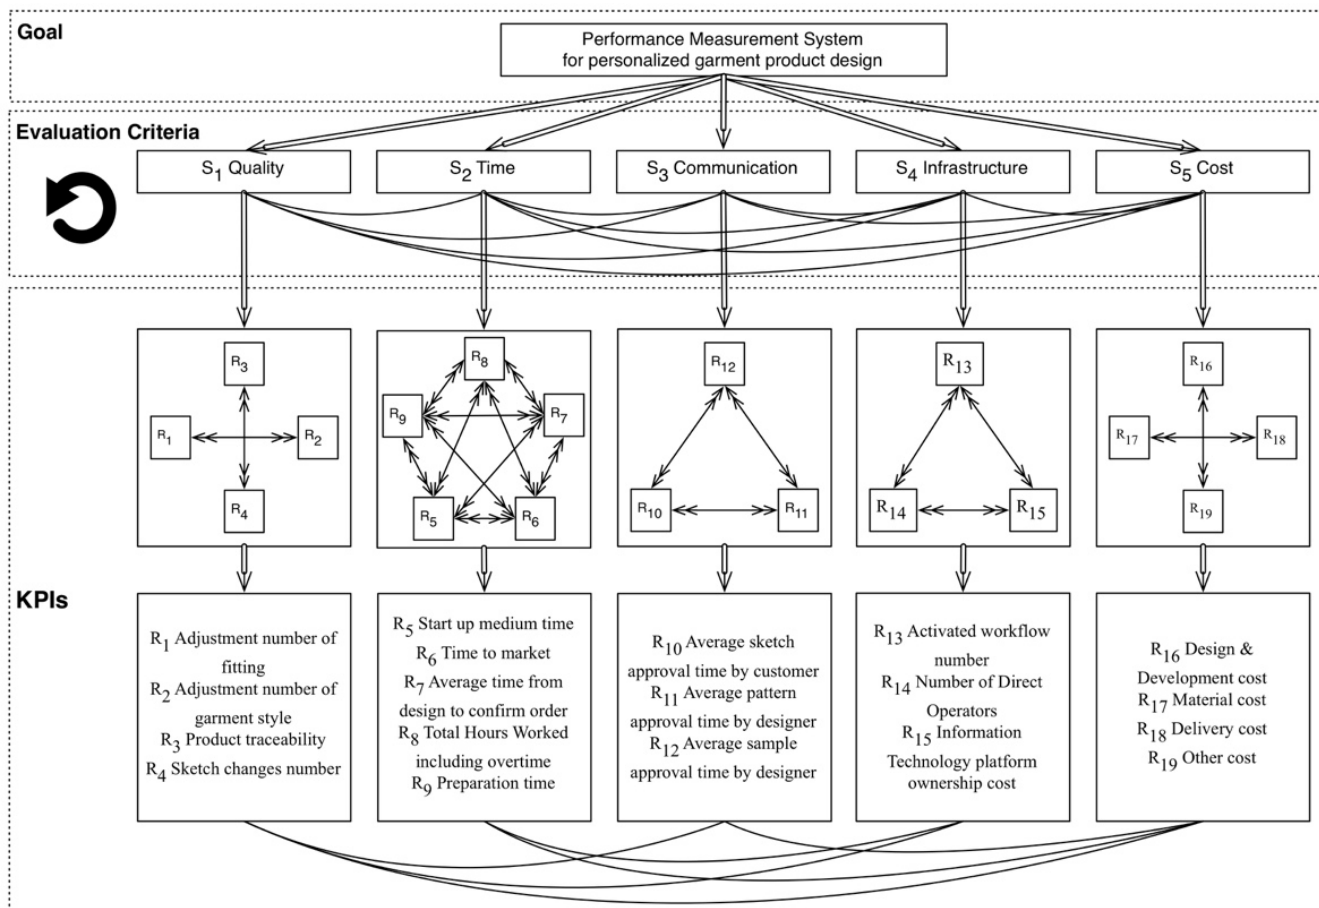 Goal
Performance Measurement System
for personalized garment product design
Evaluation Criteria
S1 Quality
S2 Time
S3 Communication
S4 Infrastructure
S5 Cost
R3
R1
R2
R4
R8
R9
R7
R5
R6
R12
R10
R11
R13
R14
R15
R16
R17
R18
R19
KPIs
R1 Adjustment number of
fitting
R2 Adjustment number of
garment style
R3 Product traceability
R4 Sketch changes number
R5 Start up medium time
R6 Time to market
R7 Average time from
design to confirm order
R8 Total Hours Worked
including overtime
R9 Preparation time
R10 Average sketch
approval time by customer
R11 Average pattern
approval time by designer
R12 Average sample
approval time by designer
R13 Activated workflow
number
R14 Number of Direct
Operators
R15 Information
Technology platform
ownership cost
R16 Design &
Development cost
R17 Material cost
R18 Delivery cost
R19 Other cost